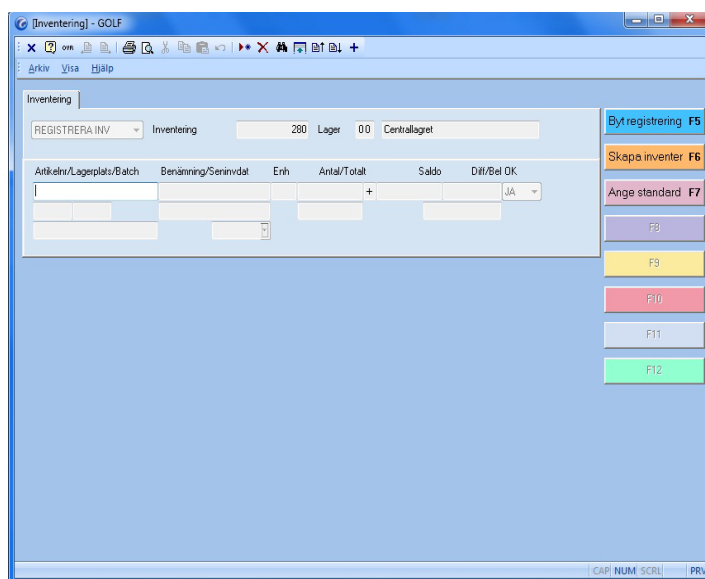 [Inventering] - GOLF
OVR
Arkiv Visa Hjälp
Inventering
REGISTRERA INV Inventering 280 Lager 00 Centrallagret
Artikelnr/Lagerplats/Batch Benämning/Seninvdat Enh Antal/Totalt Saldo Diff/Bel OK
+ JA
Byt registrering F5
Skapa inventer F6
Ange standard F7
F8
F9
F10
F11
F12
CAP NUM SCRL PRV